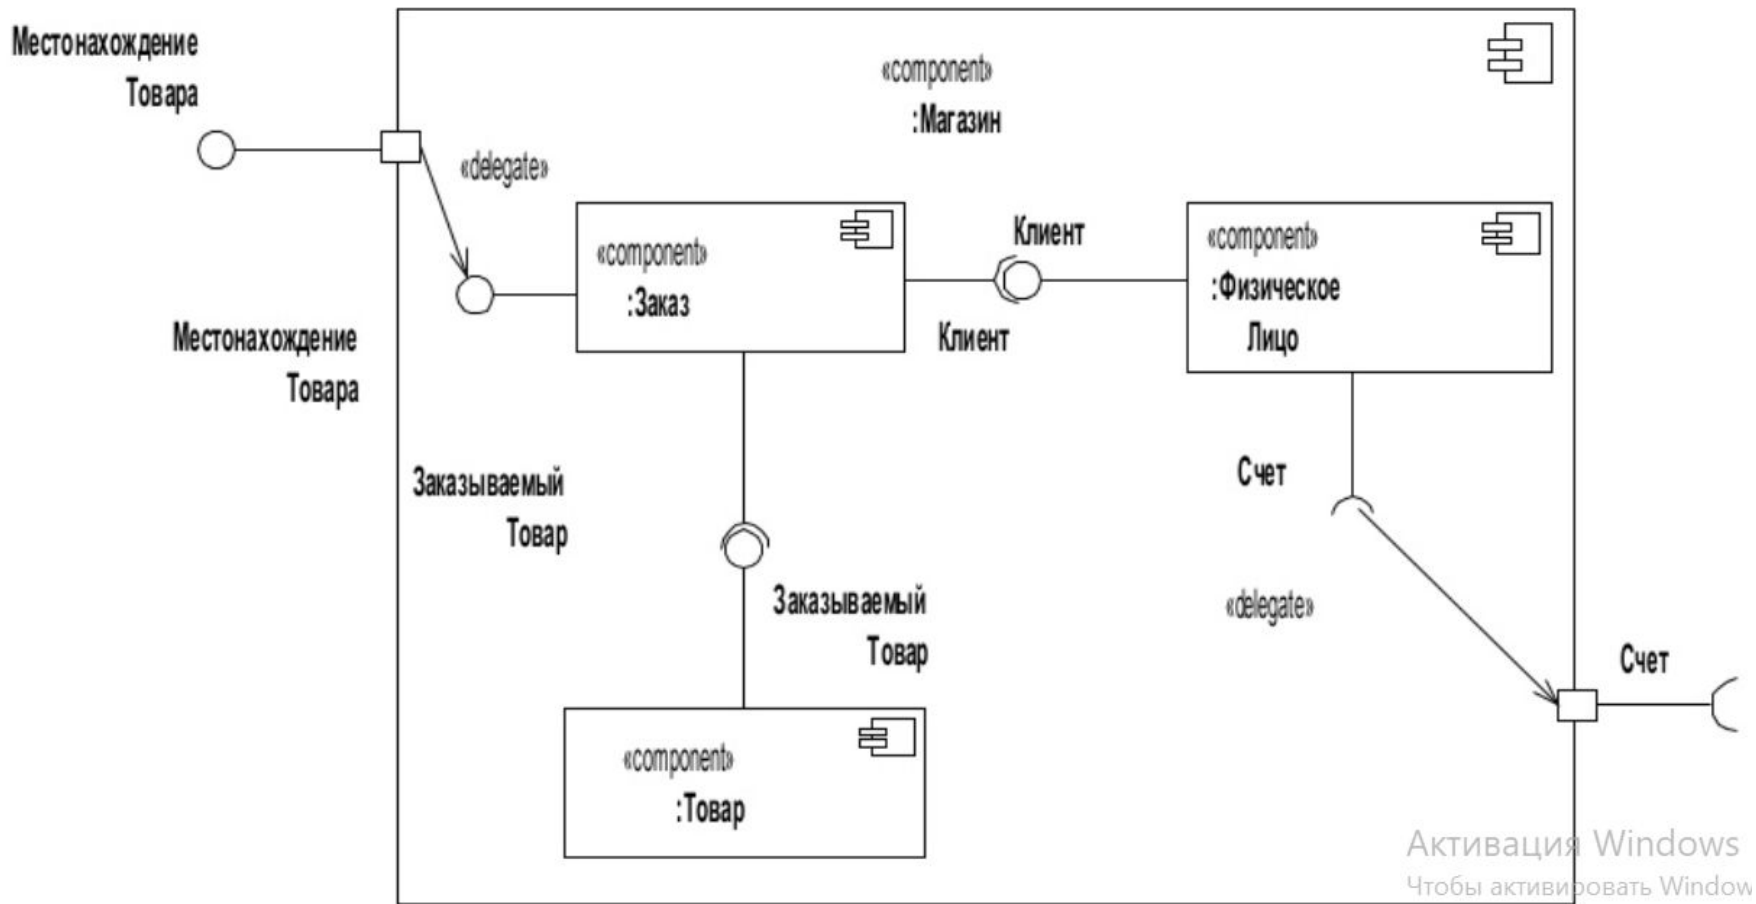 Местонахождение
Товара
«component»
:Магазин
«delegate»
«component»
:Заказ
Клиент
Клиент
«component»
:Физическое
Лицо
Местонахождение
Товара
Заказываемый
Товар
Счет
Заказываемый
Товар
«delegate»
Счет
«component»
:Товар
Активация Windows
Чтобы активировать Window